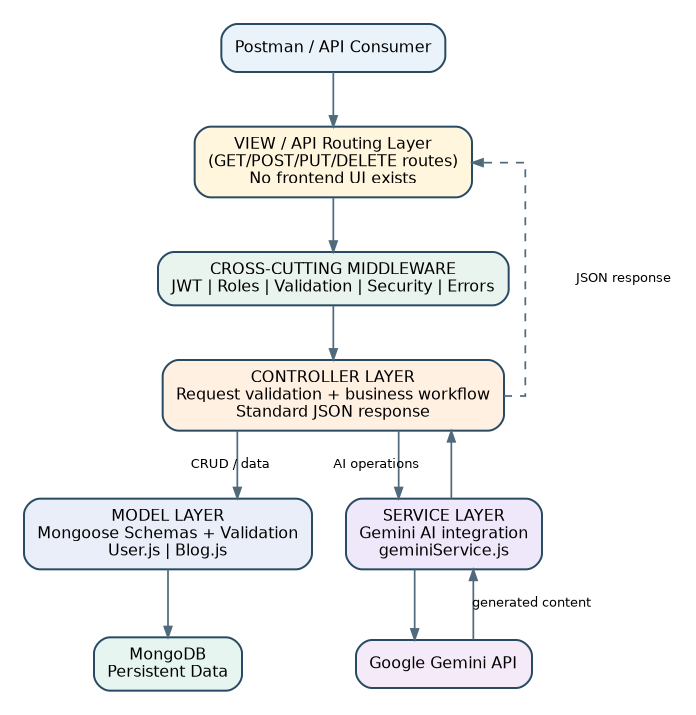 Postman / API Consumer
VIEW / API Routing Layer
(GET/POST/PUT/DELETE routes)
No frontend UI exists
CROSS-CUTTING MIDDLEWARE
JWT | Roles | Validation | Security | Errors
JSON response
CONTROLLER LAYER
Request validation + business workflow
Standard JSON response
CRUD / data
AI operations
MODEL LAYER
Mongoose Schemas + Validation
User.js | Blog.js
SERVICE LAYER
Gemini AI integration
geminiService.js
generated content
MongoDB
Persistent Data
Google Gemini API